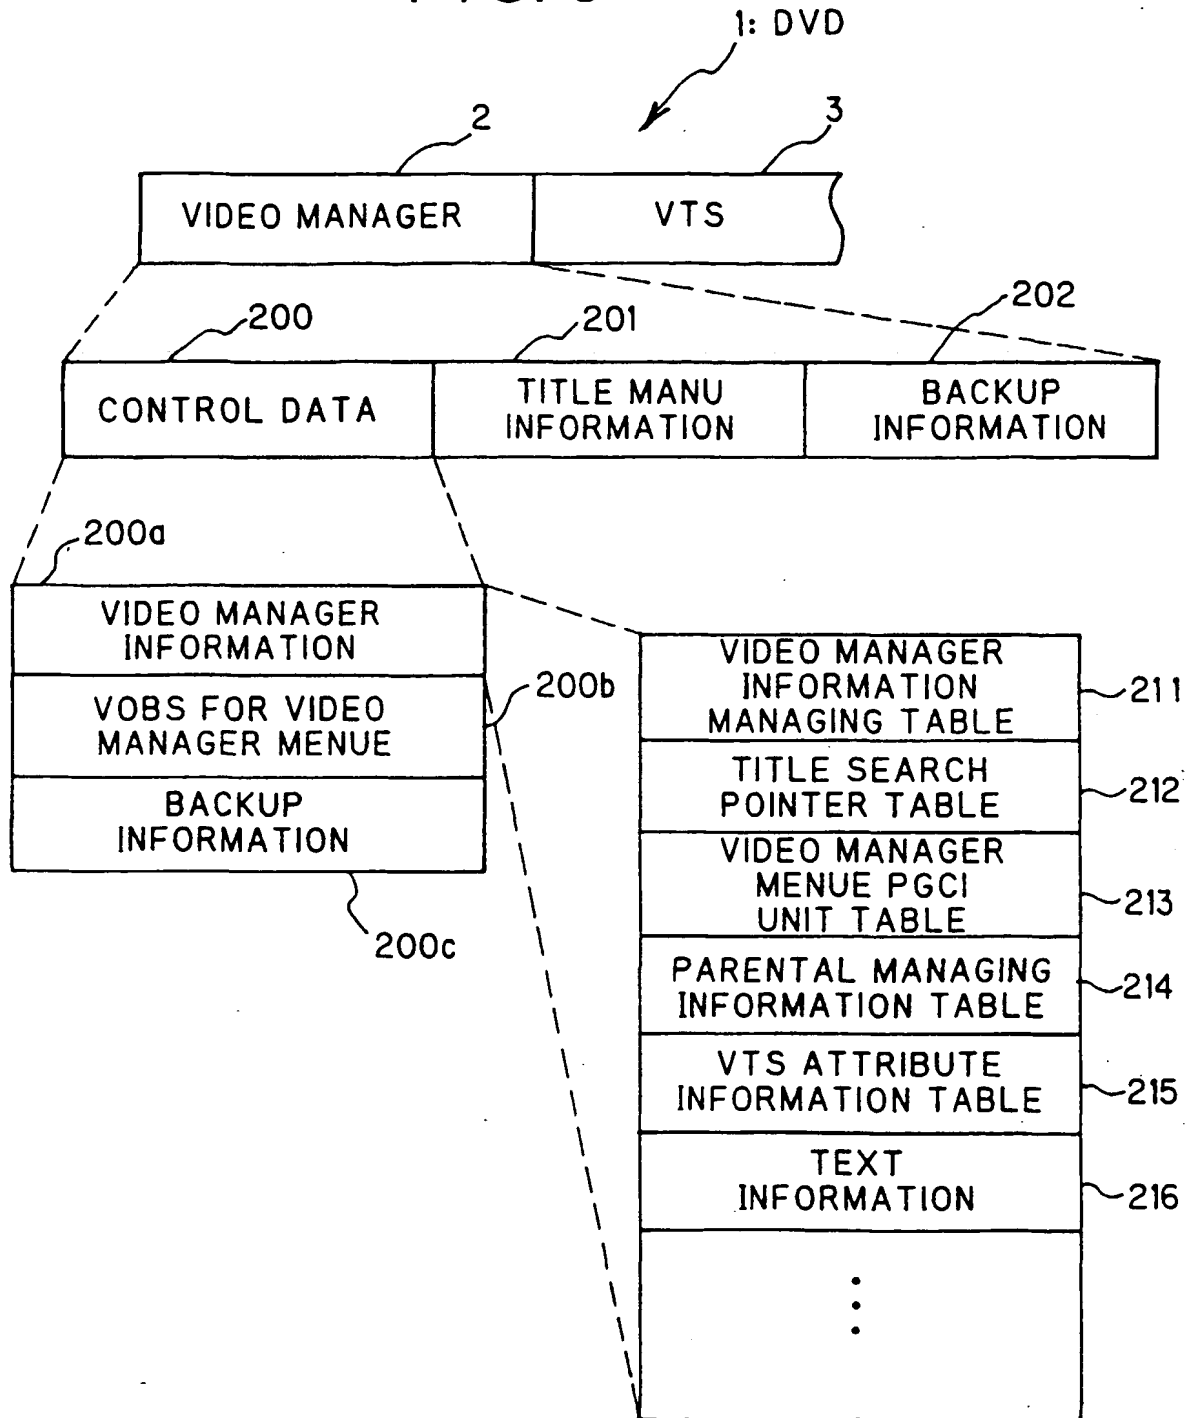 1: DVD
2
3
VIDEO MANAGER
VTS
200
201
202
CONTROL DATA
TITLE MANU
INFORMATION
BACKUP
INFORMATION
200a
VIDEO MANAGER
INFORMATION
200b
VOBS FOR VIDEO
MANAGER MENUE
BACKUP
INFORMATION
200c
VIDEO MANAGER
INFORMATION
MANAGING TABLE
211
TITLE SEARCH
POINTER TABLE
212
VIDEO MANAGER
MENUE PGCI
UNIT TABLE
213
PARENTAL MANAGING
INFORMATION TABLE
214
VTS ATTRIBUTE
INFORMATION TABLE
215
TEXT
INFORMATION
216